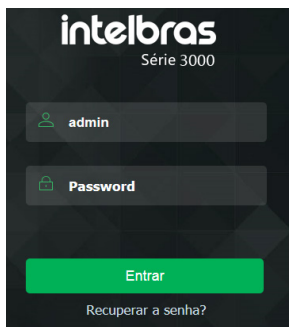 intelbras
Série 3000
admin
Password
Entrar
Recuperar a senha?